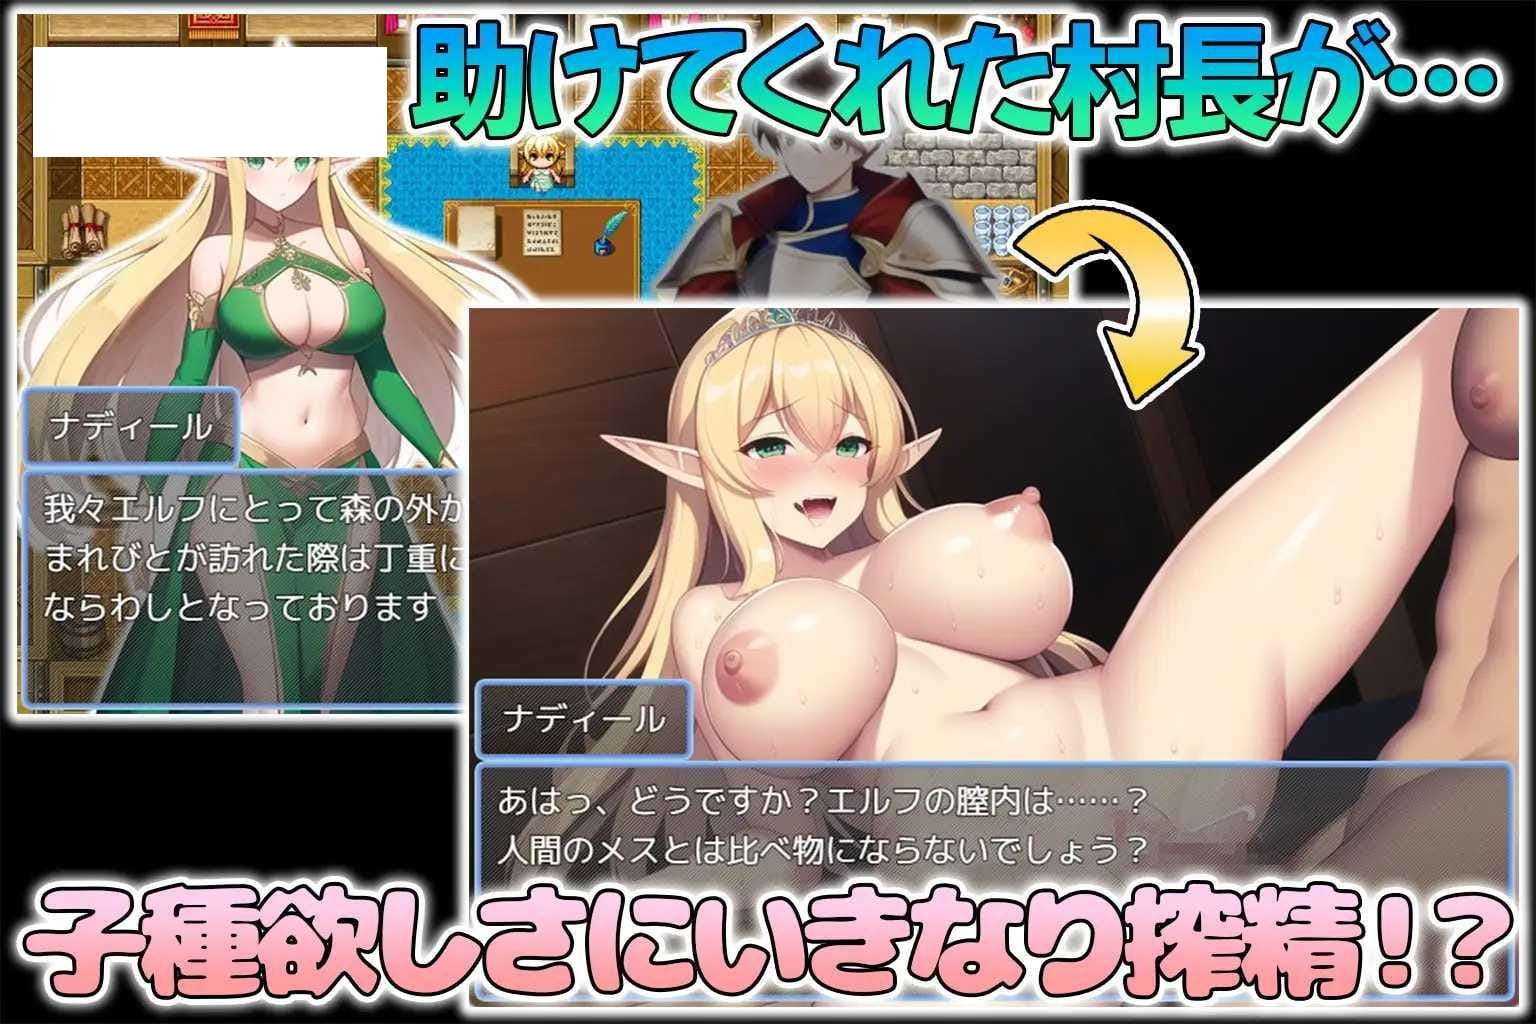 助けてくれた村長が…
ナディール
我々エルフにとって森の外か
まれびとが訪れた際は丁重に
ならわしとなっております
ナディール
あはっ、どうですか？エルフの膣内は……？
人間のメスとは比べ物にならないでしょう？
子種欲しさにいきなり搾精!?